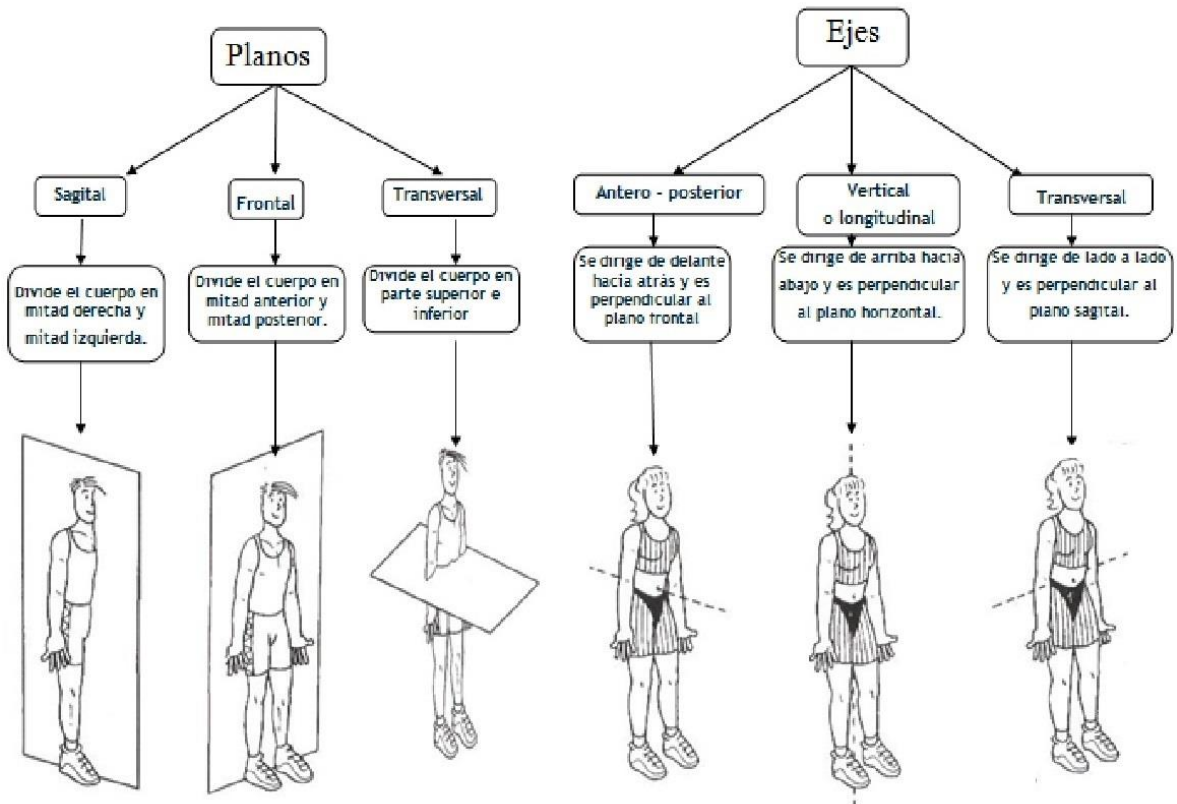 Planos
Sagital
Frontal
Transversal
Divide el cuerpo en
mitad derecha y
mitad izquierda.
Divide el cuerpo en
mitad anterior y
mitad posterior.
Divide el cuerpo en
parte superior e
inferior
Ejes
Antero - posterior
Vertical
o longitudinal
Transversal
Se dirige de delante
hacia atrás y es
perpendicular al
plano frontal
Se dirige de arriba hacia
abajo y es perpendicular
al plano horizontal.
Se dirige de lado a lado
y es perpendicular al
plano sagital.